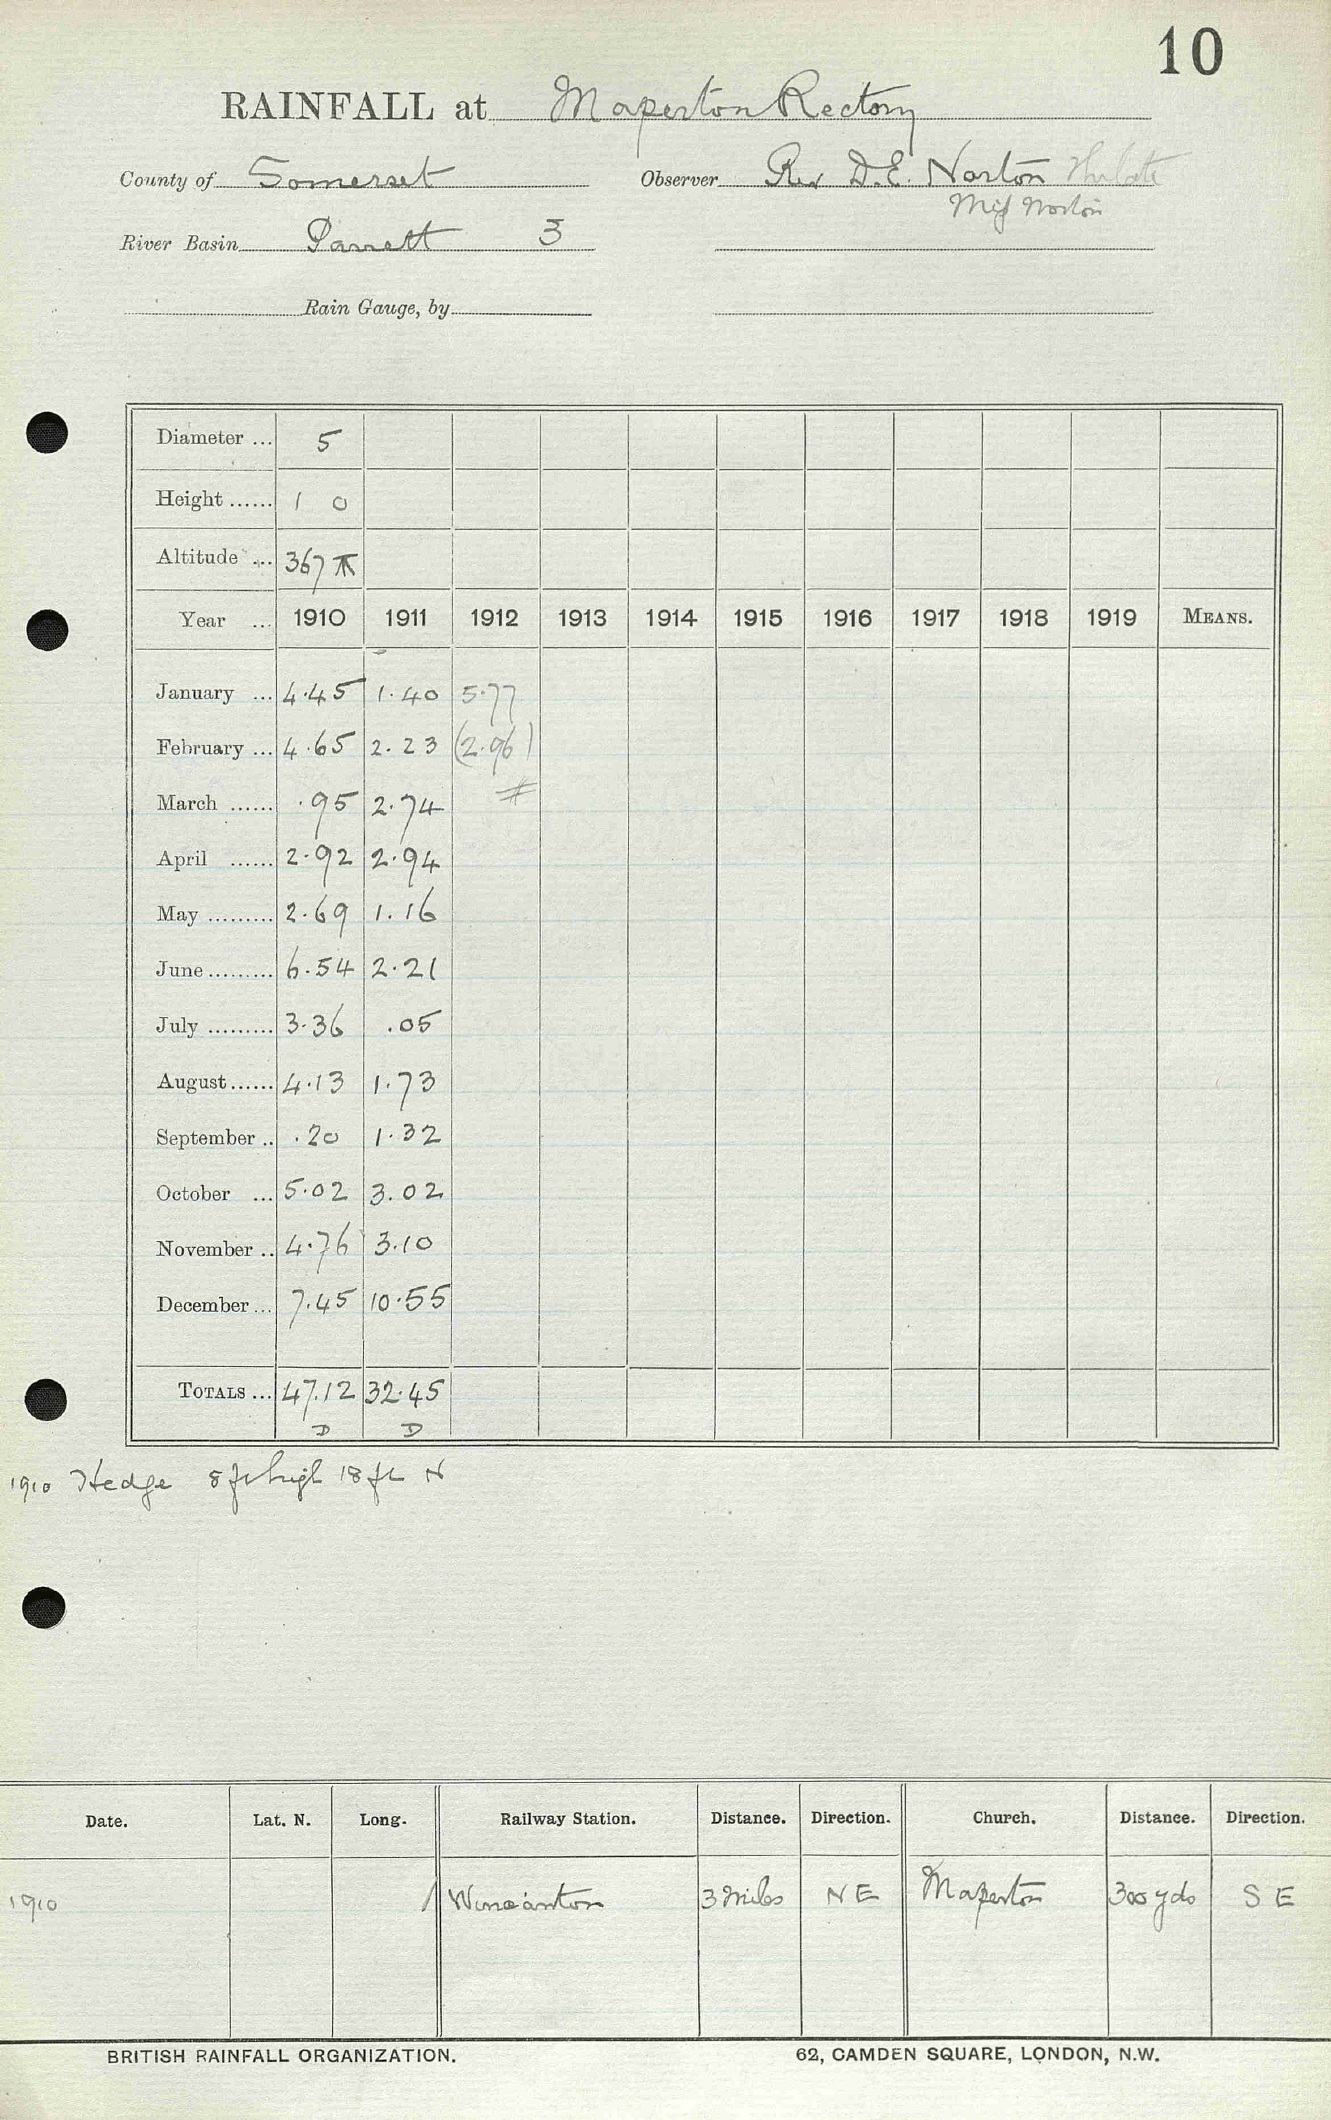 10
RAINFALL at Maperton Rectory
County of Somerset Observer Rev D.E. Norton
Miss Norton
River Basin Parrett 3
Rain Gauge, by
Diameter ... 5
Height ...... 1 0
Altitude ... 367
Year ... 1910 1911 1912 1913 1914 1915 1916 1917 1918 1919 MEANS.
January ... 4.45 1.40 5.77
February ... 4.65 2.23 (2.96)
March ...... .95 2.74 #
April ...... 2.92 2.94
May ......... 2.69 1.16
June ......... 6.54 2.21
July ......... 3.36 .05
August ...... 4.13 1.73
September .. .20 1.32
October ... 5.02 3.02
November .. 4.76 3.10
December ... 7.45 10.55
TOTALS ... 47.12 32.45
D D
1910 Hedge 8 ft high 18 ft N
Date. Lat. N. Long. Railway Station. Distance. Direction. Church. Distance. Direction.
1910 Wincanton 3 miles NE Maperton 300 yds S E
BRITISH RAINFALL ORGANIZATION. 62, CAMDEN SQUARE, LONDON, N.W.